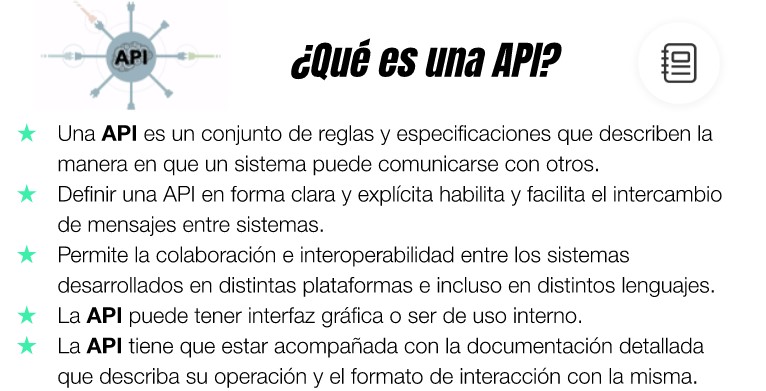 API
¿Qué es una API?
Una API es un conjunto de reglas y especificaciones que describen la
manera en que un sistema puede comunicarse con otros.
Definir una API en forma clara y explícita habilita y facilita el intercambio
de mensajes entre sistemas.
Permite la colaboración e interoperabilidad entre los sistemas
desarrollados en distintas plataformas e incluso en distintos lenguajes.
La API puede tener interfaz gráfica o ser de uso interno.
La API tiene que estar acompañada con la documentación detallada
que describa su operación y el formato de interacción con la misma.